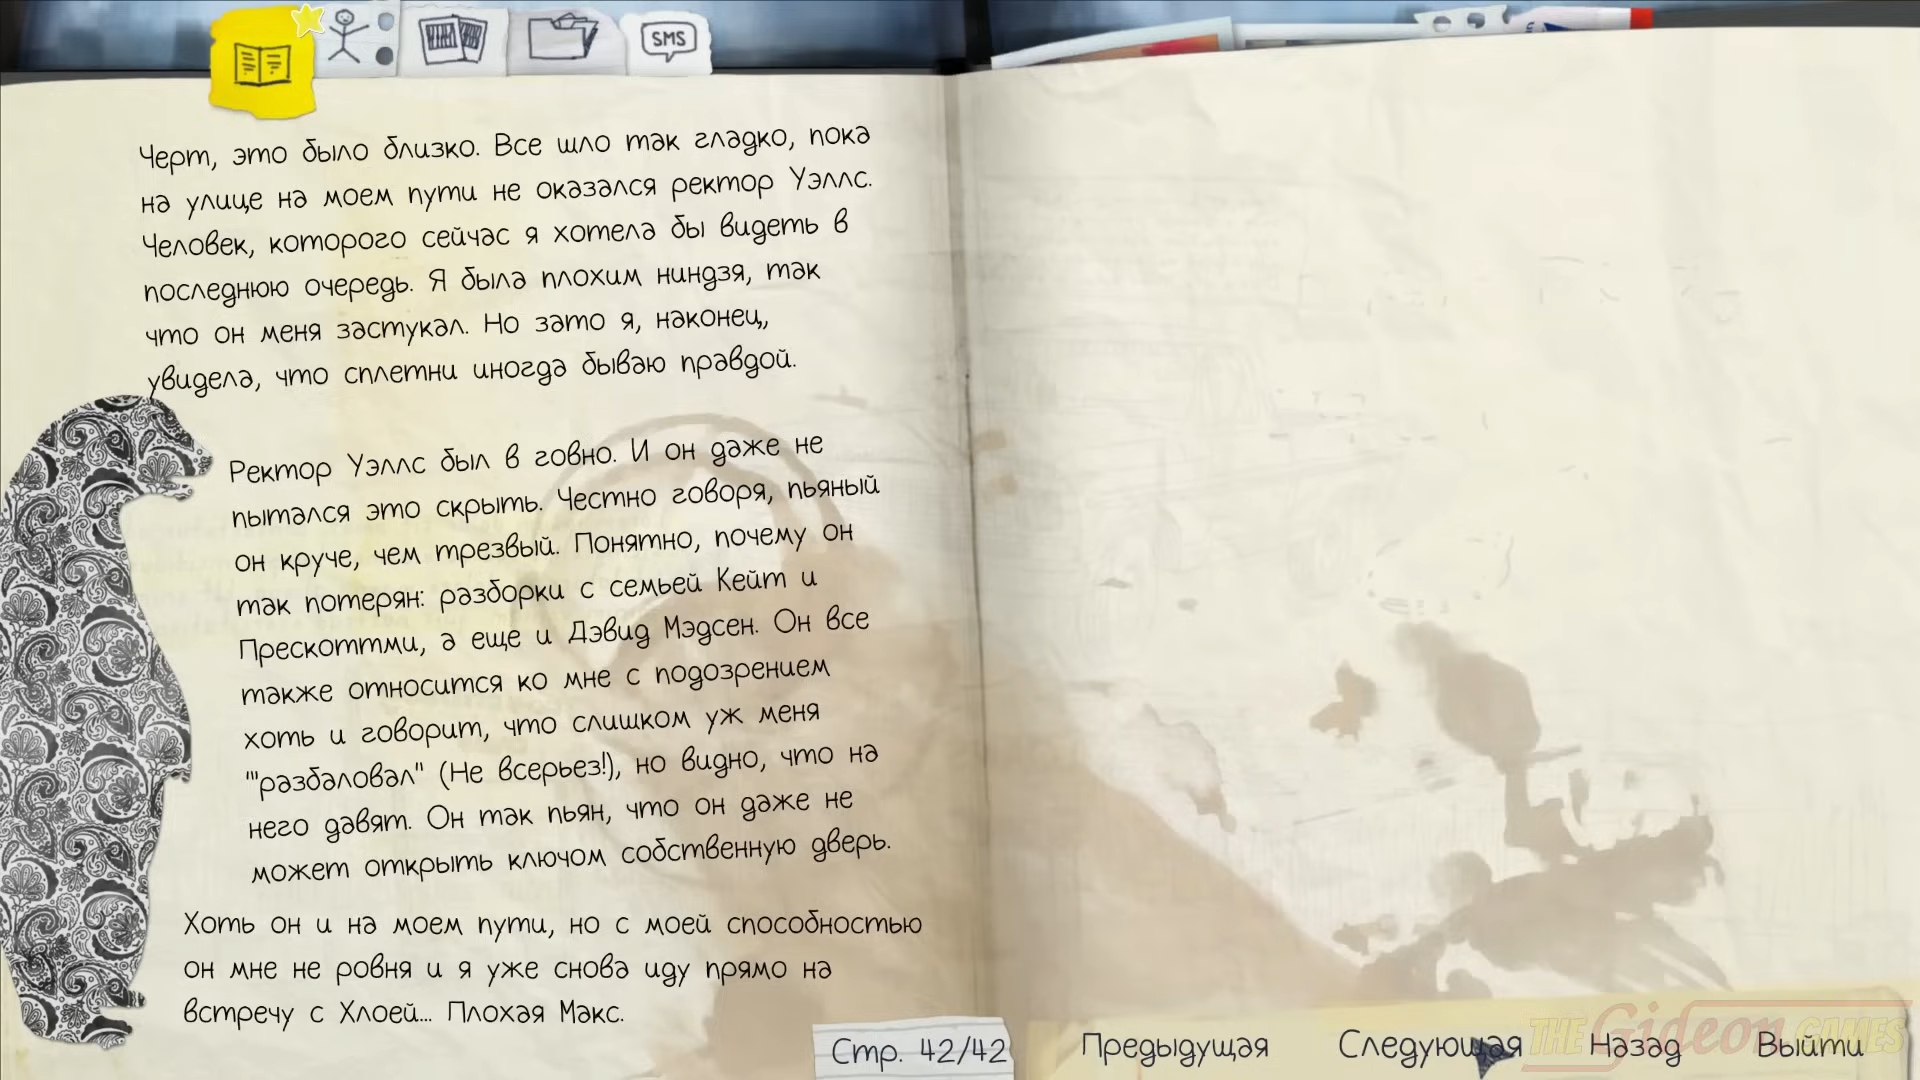 SMS
Черт, это было близко. Все шло так гладко, пока
на улице на моем пути не оказался ректор Уэллс.
Человек, которого сейчас я хотела бы видеть в
последнюю очередь. Я была плохим ниндзя, так
что он меня застукал. Но зато я, наконец,
увидела, что сплетни иногда бываю правдой.
Ректор Уэллс был в говно. И он даже не
пытался это скрыть. Честно говоря, пьяный
он круче, чем трезвый. Понятно, почему он
так потерян: разборки с семьей Кейт и
Прескоттми, а еще и Дэвид Мэдсен. Он все
также относится ко мне с подозрением
хоть и говорит, что слишком уж меня
'"разбаловал" (Не всерьез!), но видно, что на
него давят. Он так пьян, что он даже не
может открыть ключом собственную дверь.
Хоть он и на моем пути, но с моей способностью
он мне не ровня и я уже снова иду прямо на
встречу с Хлоей... Плохая Макс.
Стр. 42/42
Предыдущая Следующая Назад Выйти
THE Gideon GAMES